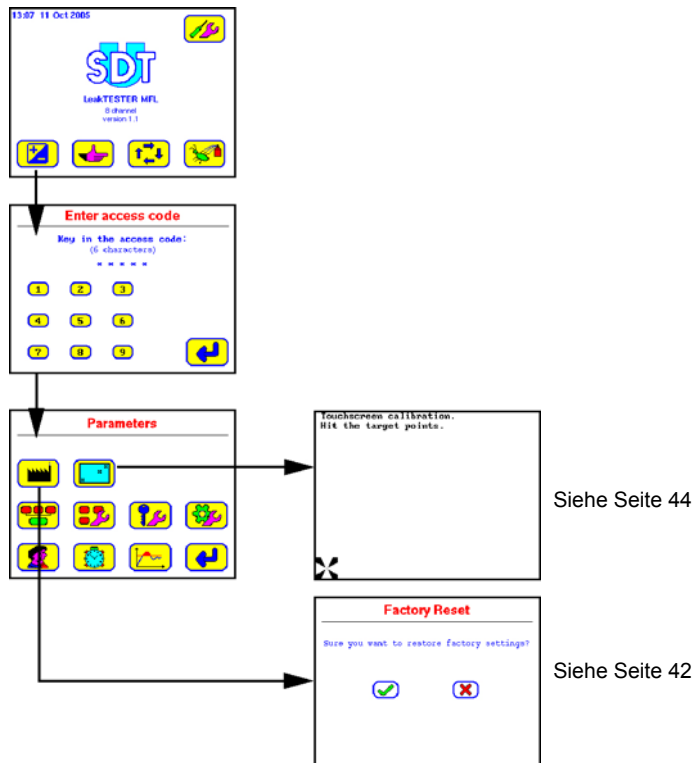 13:07 11 Oct 2005
SDT
LeakTESTER MFL
8 channel
version 1.1
Enter access code
Key in the access code:
(6 characters)
* * * * *
1 2 3
4 5 6
7 8 9
Parameters
Touchscreen calibration.
Hit the target points.
Siehe Seite 44
Factory Reset
Sure you want to restore factory settings?
Siehe Seite 42